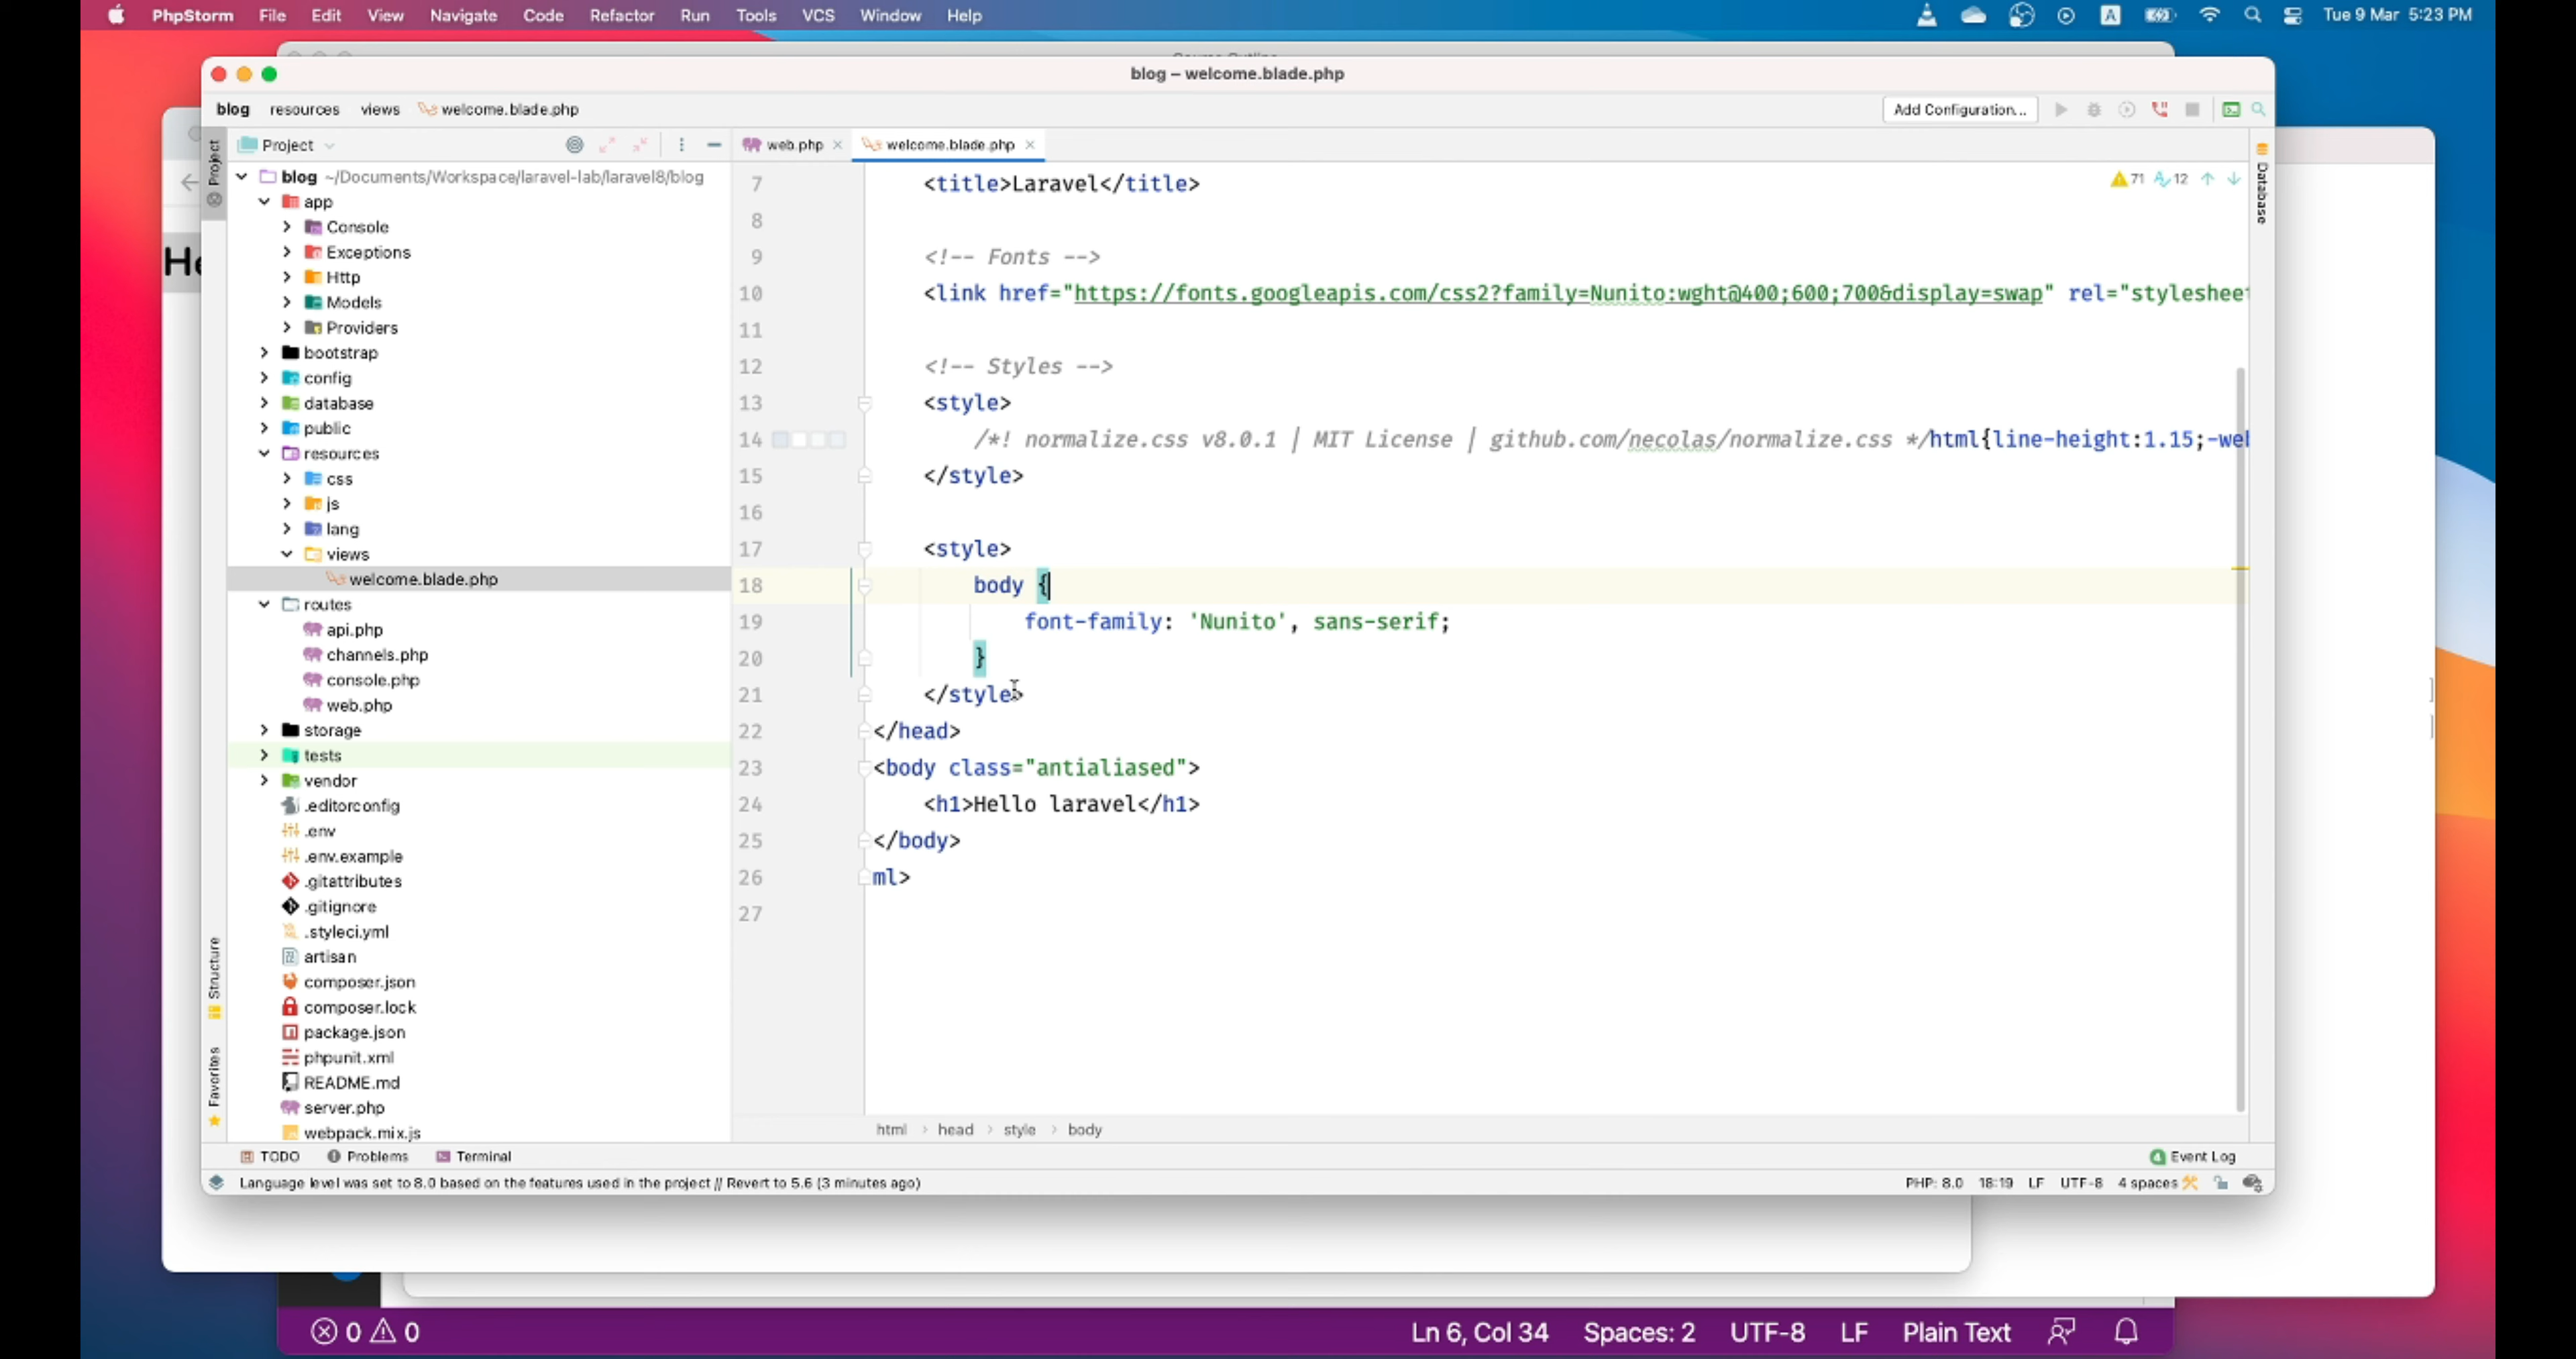 PhpStorm File Edit View Navigate Code Refactor Run Tools VCS Window Help A Tue 9 Mar 5:23 PM
blog – welcome.blade.php
blog resources views welcome.blade.php Add Configuration...
Project web.php welcome.blade.php
Project
Database
He
blog ~/Documents/Workspace/laravel-lab/laravel8/blog
app
Console
Exceptions
Http
Models
Providers
bootstrap
config
database
public
resources
css
js
lang
views
welcome.blade.php
routes
api.php
channels.php
console.php
web.php
storage
tests
vendor
.editorconfig
.env
.env.example
.gitattributes
.gitignore
.styleci.yml
artisan
composer.json
composer.lock
package.json
phpunit.xml
README.md
server.php
webpack.mix.js
Structure
Favorites
71 12
7 <title>Laravel</title>
8
9 <!-- Fonts -->
10 <link href="https://fonts.googleapis.com/css2?family=Nunito:wght@400;600;700&display=swap" rel="stylesheet
11
12 <!-- Styles -->
13 <style>
14 /*! normalize.css v8.0.1 | MIT License | github.com/necolas/normalize.css */html{line-height:1.15;-web
15 </style>
16
17 <style>
18 body {
19 font-family: 'Nunito', sans-serif;
20 }
21 </style>
22 </head>
23 <body class="antialiased">
24 <h1>Hello laravel</h1>
25 </body>
26 ml>
27
html › head › style › body
TODO Problems Terminal 4 Event Log
Language level was set to 8.0 based on the features used in the project // Revert to 5.6 (3 minutes ago) PHP: 8.0 18:19 LF UTF-8 4 spaces
0 0 Ln 6, Col 34 Spaces: 2 UTF-8 LF Plain Text